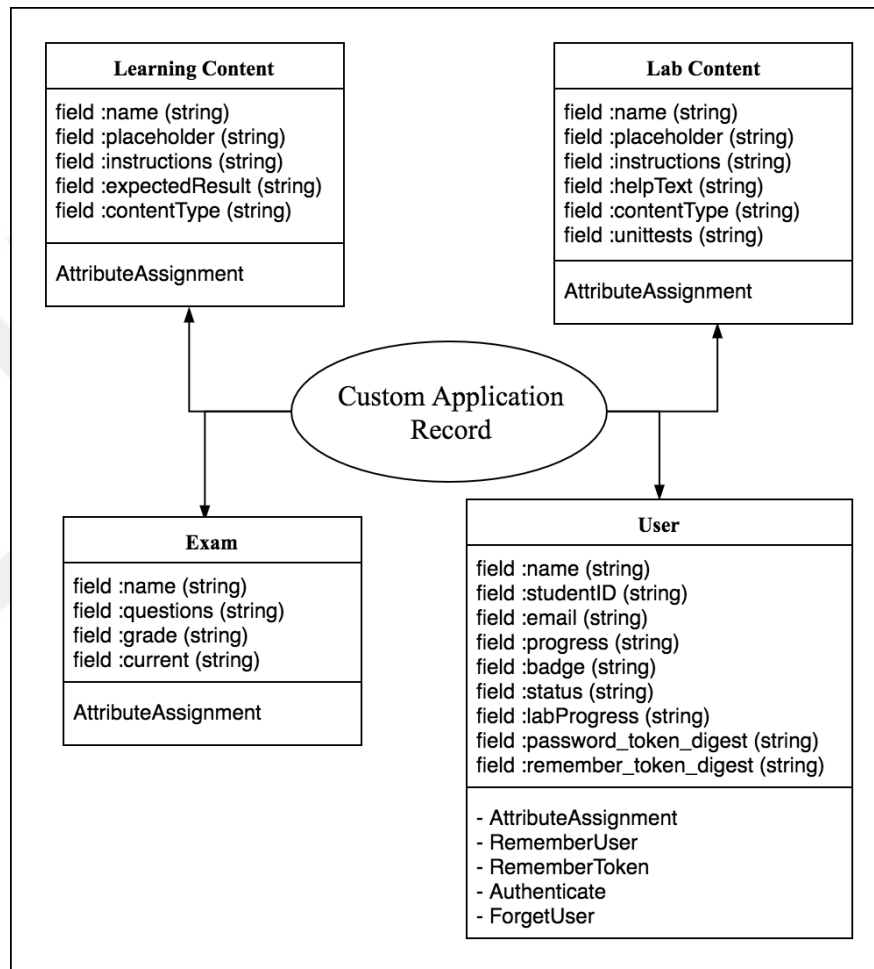 Learning Content
field :name (string)
field :placeholder (string)
field :instructions (string)
field :expectedResult (string)
field :contentType (string)
AttributeAssignment
Lab Content
field :name (string)
field :placeholder (string)
field :instructions (string)
field :helpText (string)
field :contentType (string)
field :unittests (string)
AttributeAssignment
Custom Application
Record
Exam
field :name (string)
field :questions (string)
field :grade (string)
field :current (string)
AttributeAssignment
User
field :name (string)
field :studentID (string)
field :email (string)
field :progress (string)
field :badge (string)
field :status (string)
field :labProgress (string)
field :password_token_digest (string)
field :remember_token_digest (string)
- AttributeAssignment
- RememberUser
- RememberToken
- Authenticate
- ForgetUser